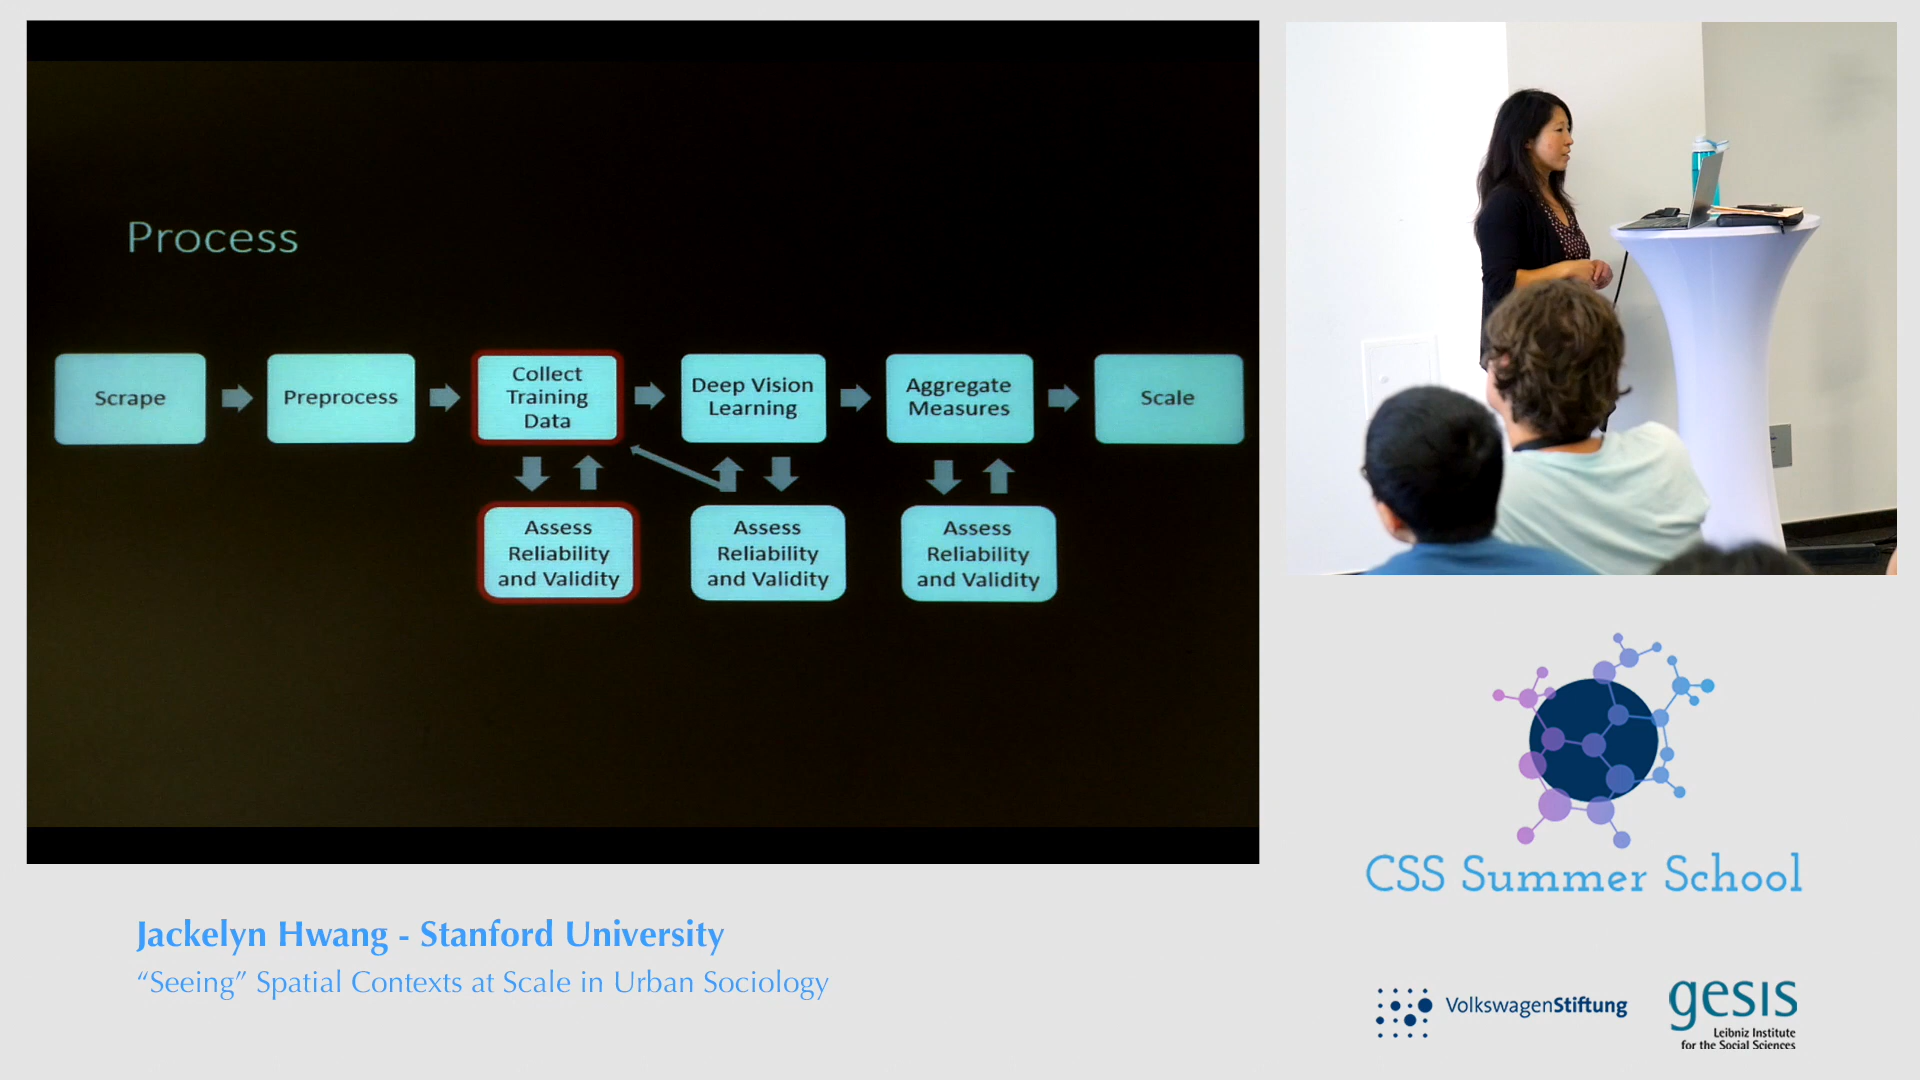 Process
Scrape
Preprocess
Collect
Training
Data
Deep Vision
Learning
Aggregate
Measures
Scale
Assess
Reliability
and Validity
Assess
Reliability
and Validity
Assess
Reliability
and Validity
CSS Summer School
Jackelyn Hwang - Stanford University
“Seeing” Spatial Contexts at Scale in Urban Sociology
VolkswagenStiftung
gesis
Leibniz Institute
for the Social Sciences